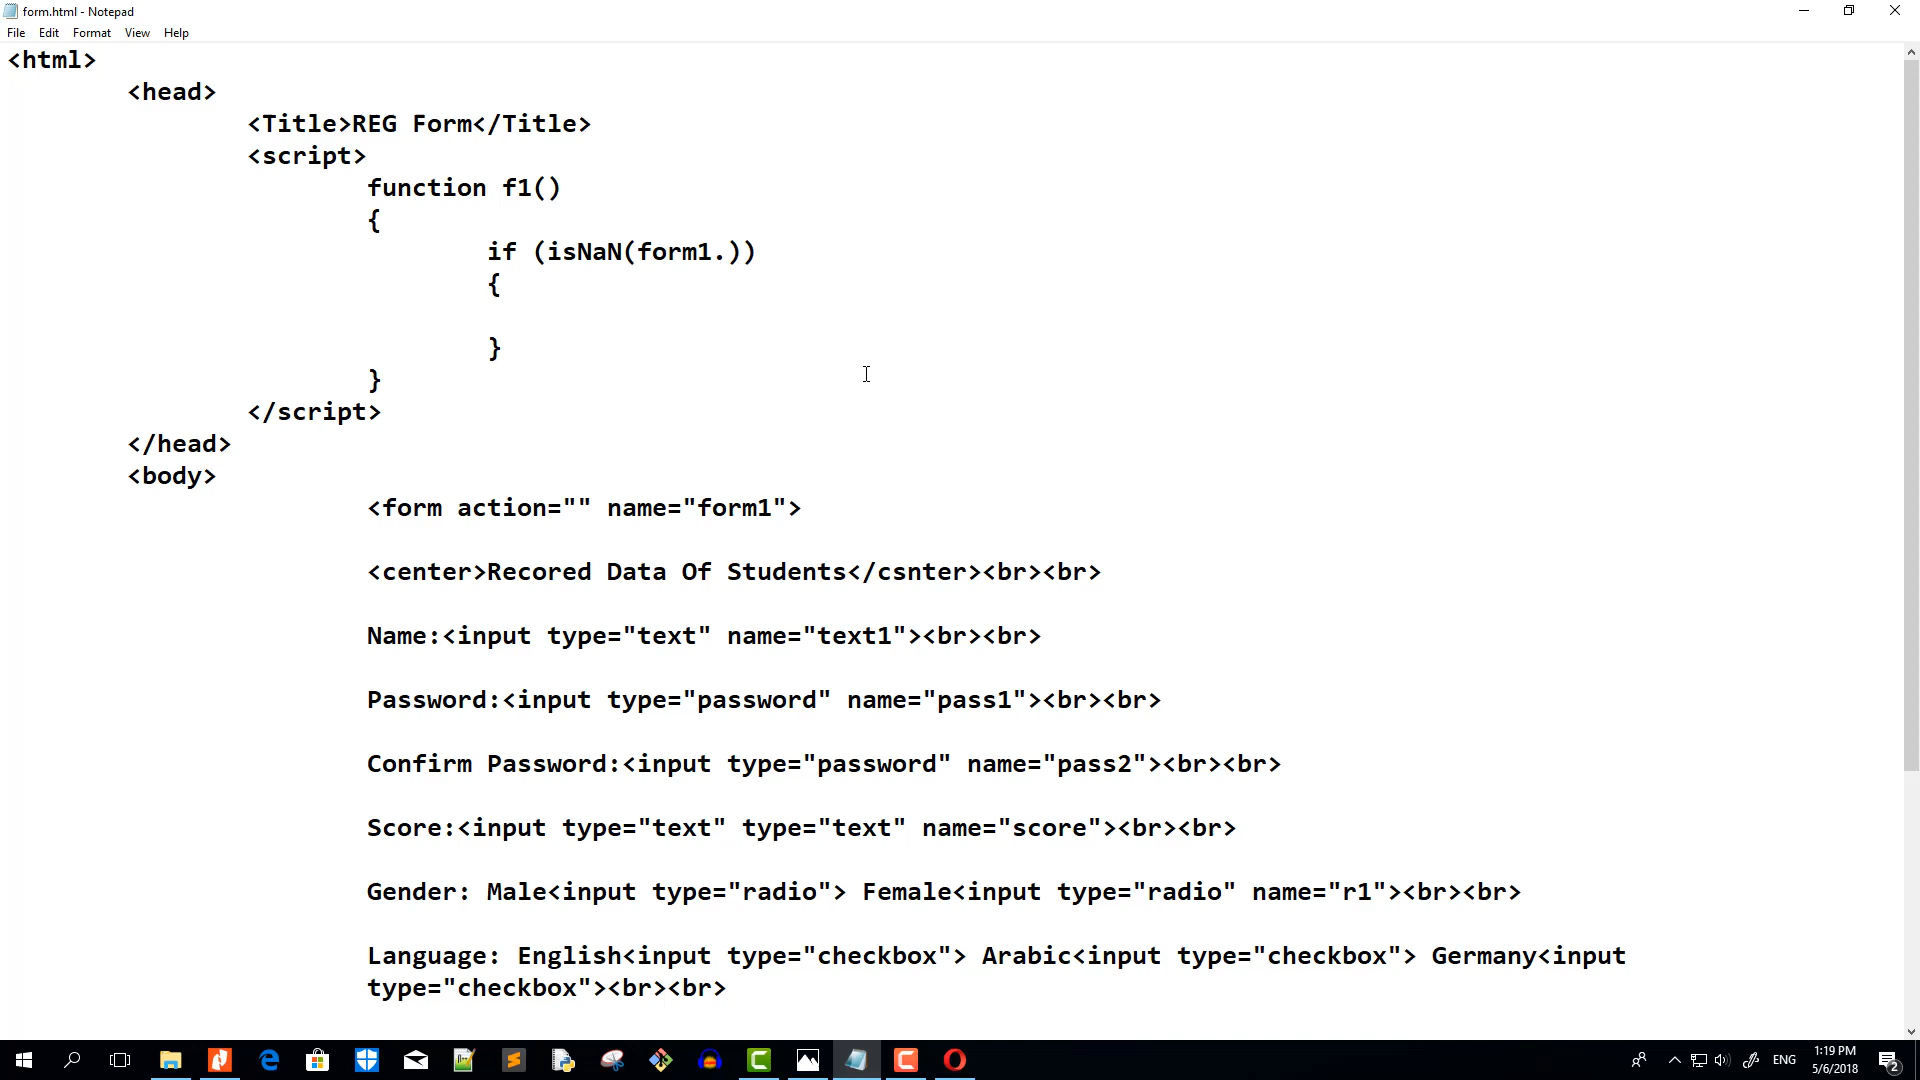 form.html - Notepad
File Edit Format View Help
<html>
<head>
<Title>REG Form</Title>
<script>
function f1()
{
if (isNaN(form1.))
{
}
}
</script>
</head>
<body>
<form action="" name="form1">
<center>Recored Data Of Students</csnter><br><br>
Name:<input type="text" name="text1"><br><br>
Password:<input type="password" name="pass1"><br><br>
Confirm Password:<input type="password" name="pass2"><br><br>
Score:<input type="text" type="text" name="score"><br><br>
Gender: Male<input type="radio"> Female<input type="radio" name="r1"><br><br>
Language: English<input type="checkbox"> Arabic<input type="checkbox"> Germany<input
type="checkbox"><br><br>
ENG
1:19 PM
5/6/2018
2